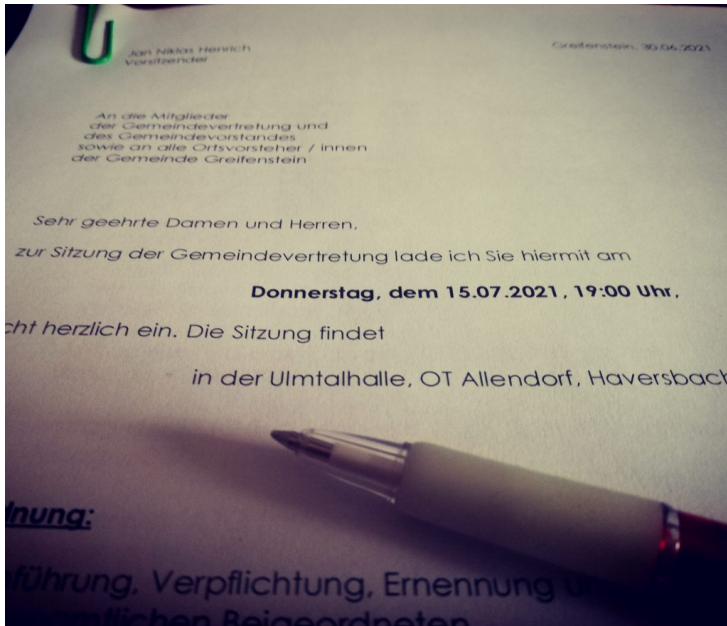 Jan Niklas Henrich
Vorsitzender
Greifenstein, 30.06.2021
An die Mitglieder
der Gemeindevertretung und
des Gemeindevorstandes
sowie an alle Ortsvorsteher / innen
der Gemeinde Greifenstein
Sehr geehrte Damen und Herren,
zur Sitzung der Gemeindevertretung lade ich Sie hiermit am
Donnerstag, dem 15.07.2021, 19:00 Uhr,
cht herzlich ein. Die Sitzung findet
in der Ulmtalhalle, OT Allendorf, Haversbach
nung:
führung, Verpflichtung, Ernennung
amtlichen Beigeordneten